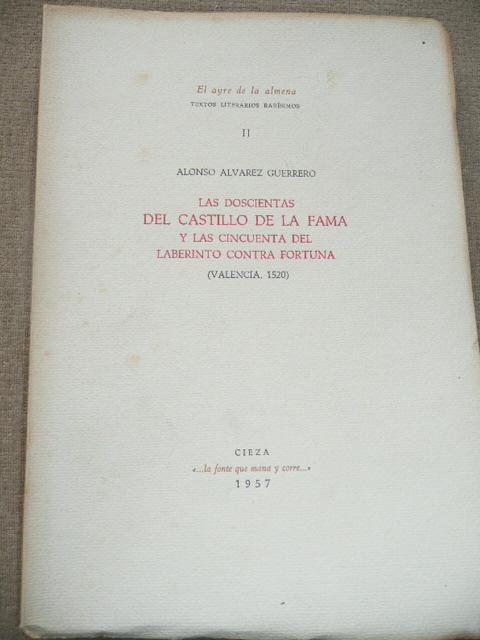 El ayre de la almena
TEXTOS LITERARIOS RARÍSIMOS
II
ALONSO ALVAREZ GUERRERO
LAS DOSCIENTAS
DEL CASTILLO DE LA FAMA
Y LAS CINCUENTA DEL
LABERINTO CONTRA FORTUNA
(VALENCIA, 1520)
CIEZA
«...la fonte que mana y corre...»
1957